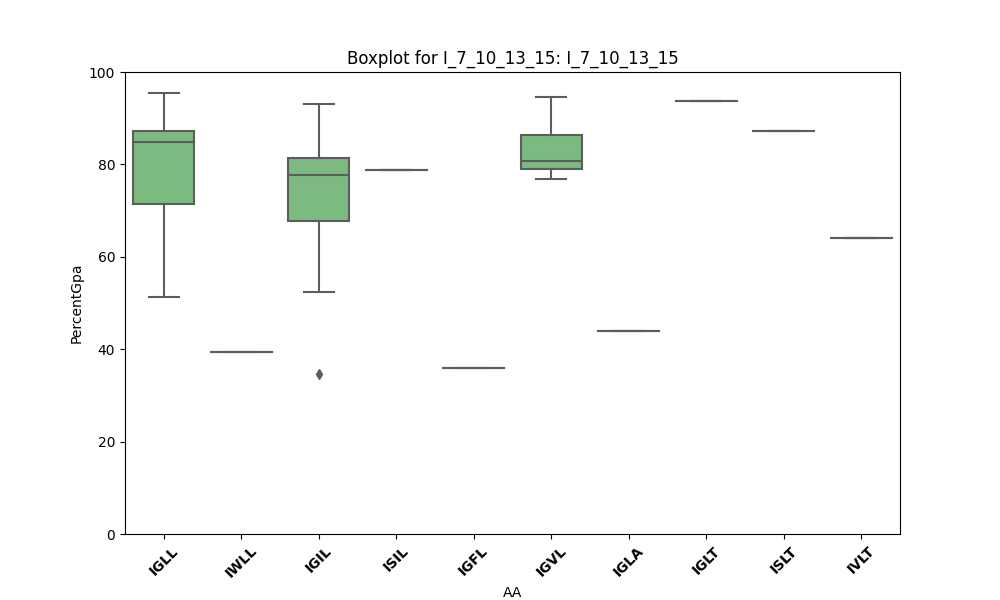 Boxplot for I_7_10_13_15: I_7_10_13_15
100
80
60
40
20
0
PercentGpa
IGLL
IWLL
IGIL
ISIL
IGFL
IGVL
IGLA
IGLT
ISLT
IVLT
AA